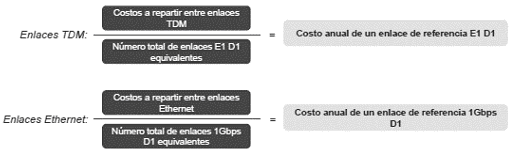 Costos a repartir entre enlaces
TDM
Enlaces TDM:
=
Costo anual de un enlace de referencia E1 D1
Número total de enlaces E1 D1
equivalentes
Costos a repartir entre enlaces
Ethernet
Enlaces Ethernet:
=
Costo anual de un enlace de referencia 1Gbps
D1
Número total de enlaces 1Gbps
D1 equivalentes